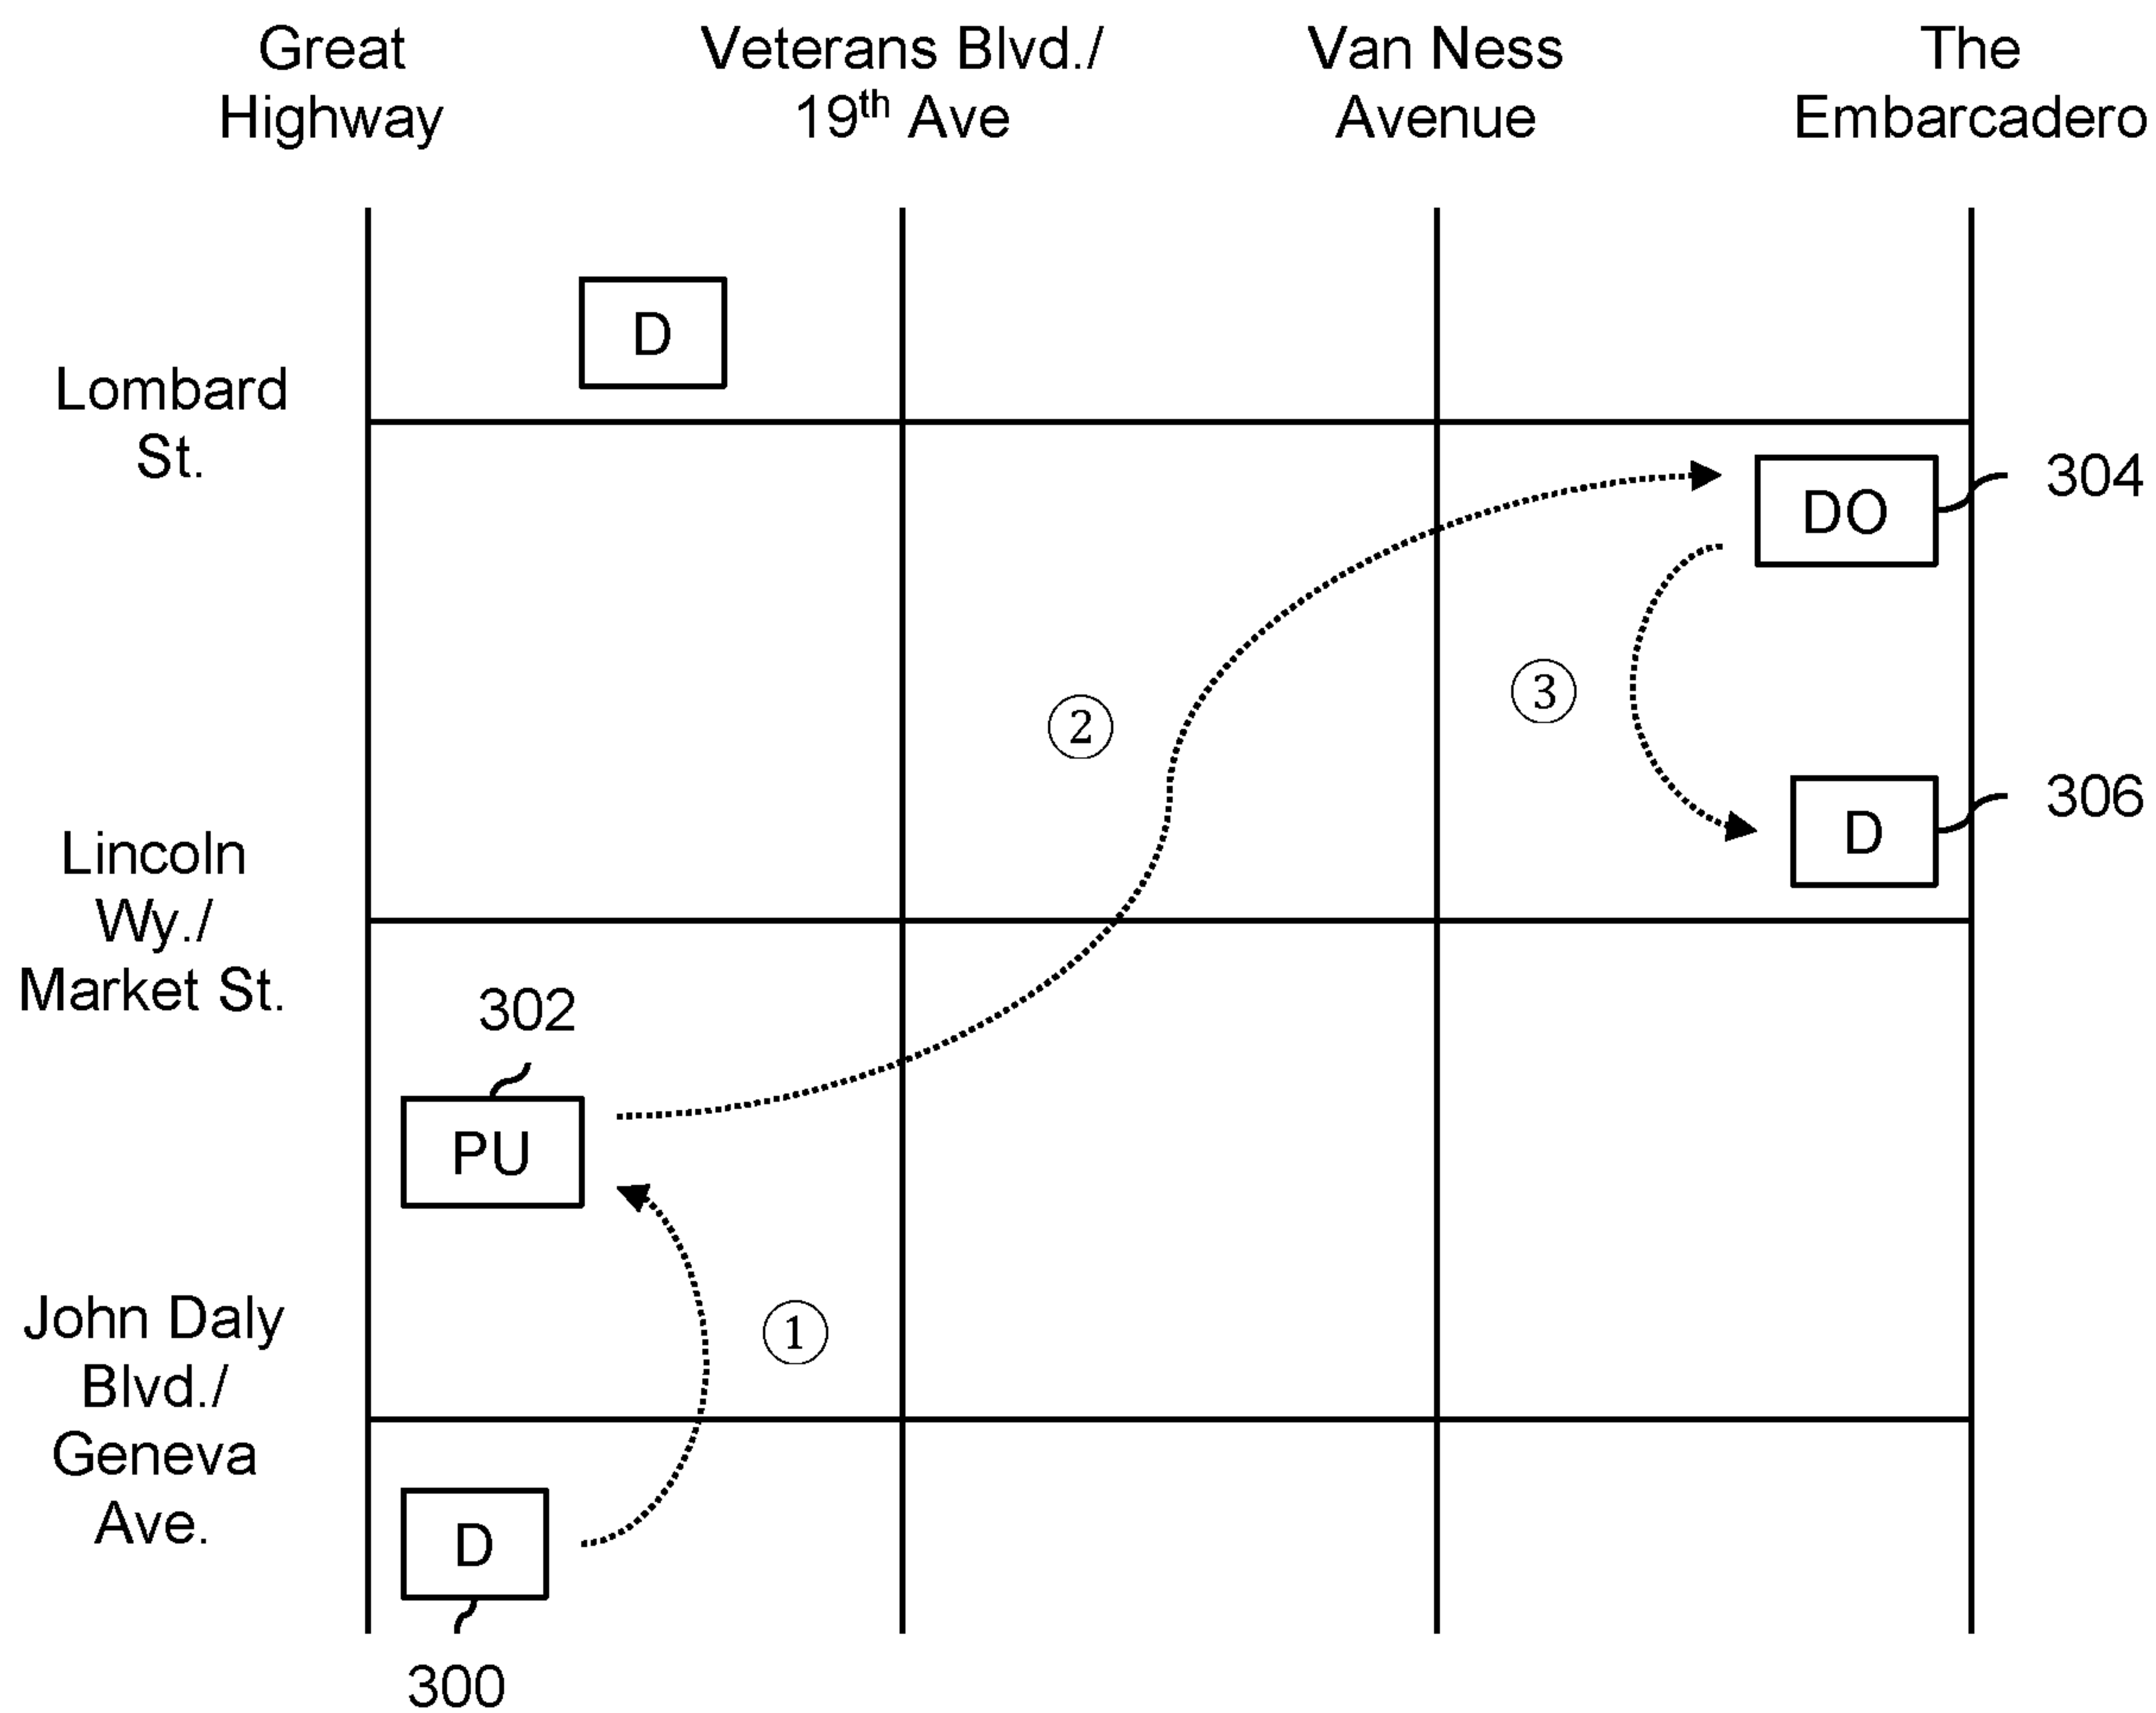 Great
Highway
Veterans Blvd./
19th Ave
Van Ness
Avenue
The
Embarcadero
D
Lombard
St.
DO
304
2
3
D
306
Lincoln
Wy./
Market St.
302
PU
1
John Daly
Blvd./
Geneva
Ave.
D
300